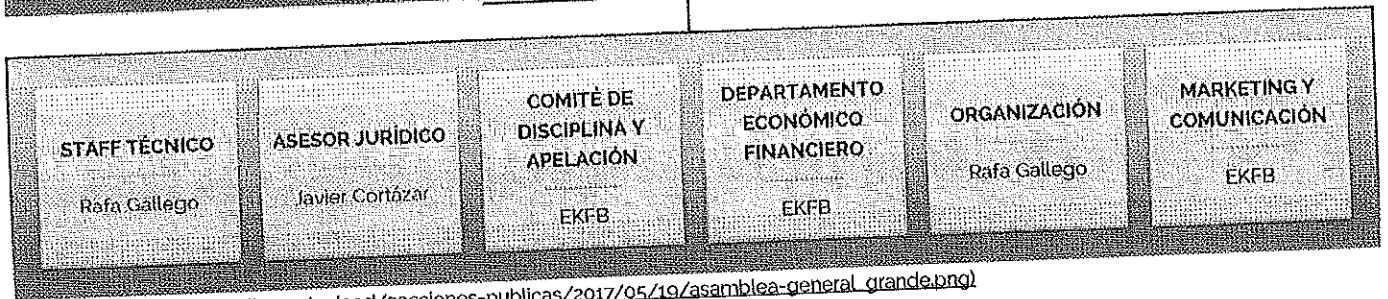 STAFF TÉCNICO
Rafa Gallego
ASESOR JURÍDICO
Javier Cortázar
COMITÉ DE
DISCIPLINA Y
APELACIÓN
EKFB
DEPARTAMENTO
ECONÓMICO
FINANCIERO
EKFB
ORGANIZACIÓN
Rafa Gallego
MARKETING Y
COMUNICACIÓN
EKFB
-publicas/2017/05/19/asamblea-general_grande.png)